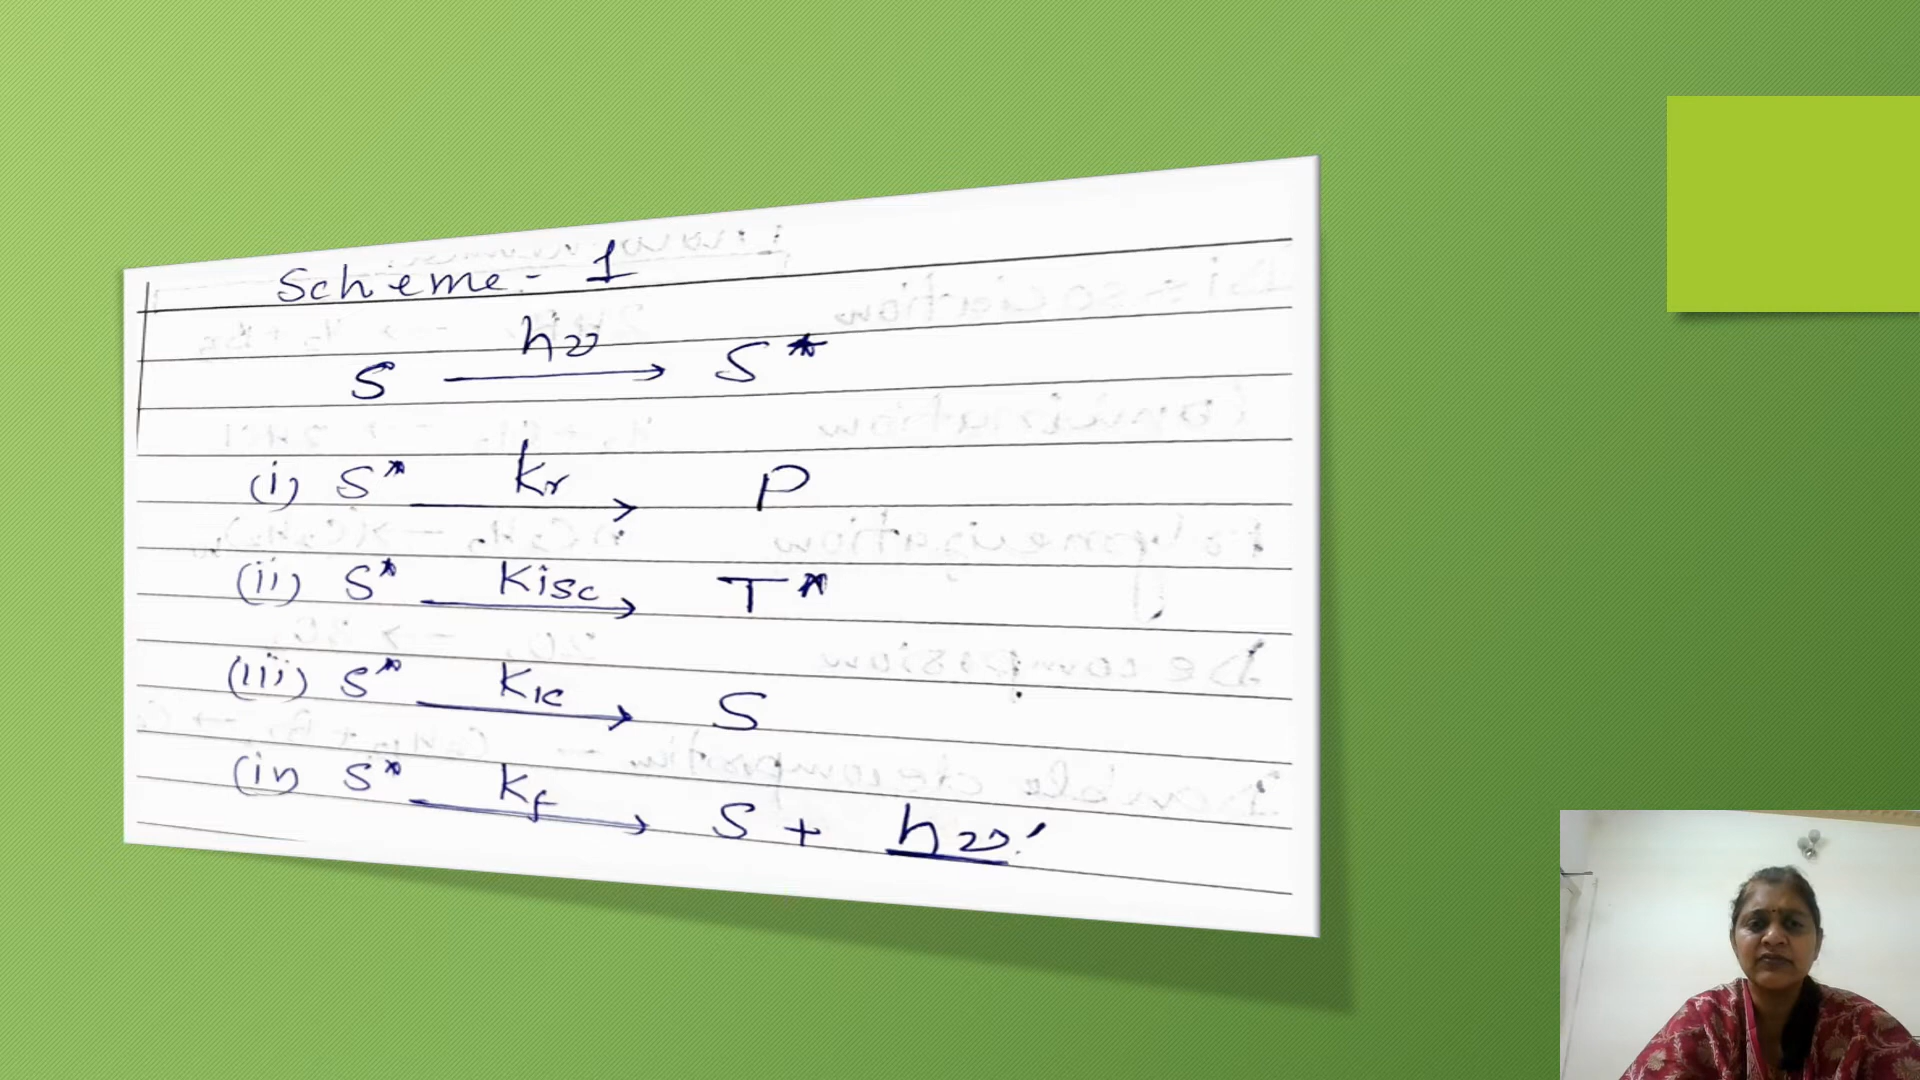 Scheme - 1
S hν → S*
(i) S* kr → P
(ii) S* kISC → T*
(iii) S* kIC → S
(iv) S* kf → S + hν'